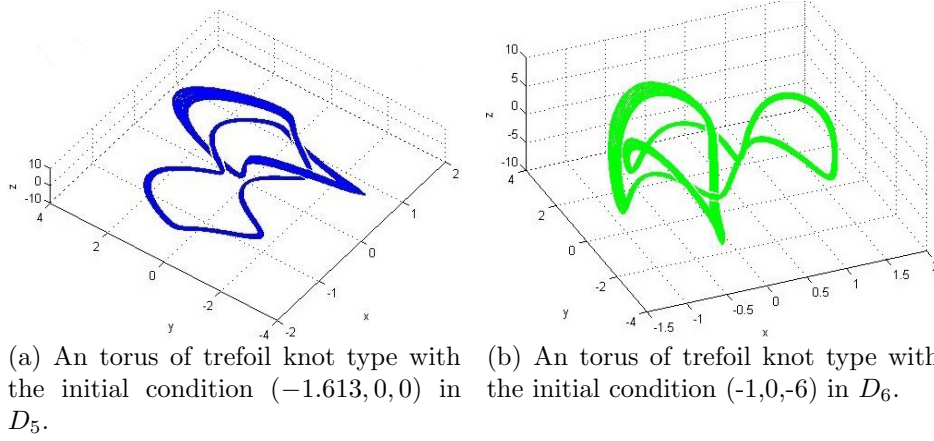 10
0
-10
z
4
2
0
-2
-4
y
-2
-1
0
1
2
x
10
5
0
-5
-10
z
4
2
0
-2
-4
y
-1.5
-1
-0.5
0
0.5
1
1.5
x
(a) An torus of trefoil knot type with
the initial condition (−1.613, 0, 0) in
D₅.
(b) An torus of trefoil knot type with
the initial condition (-1,0,-6) in D₆.